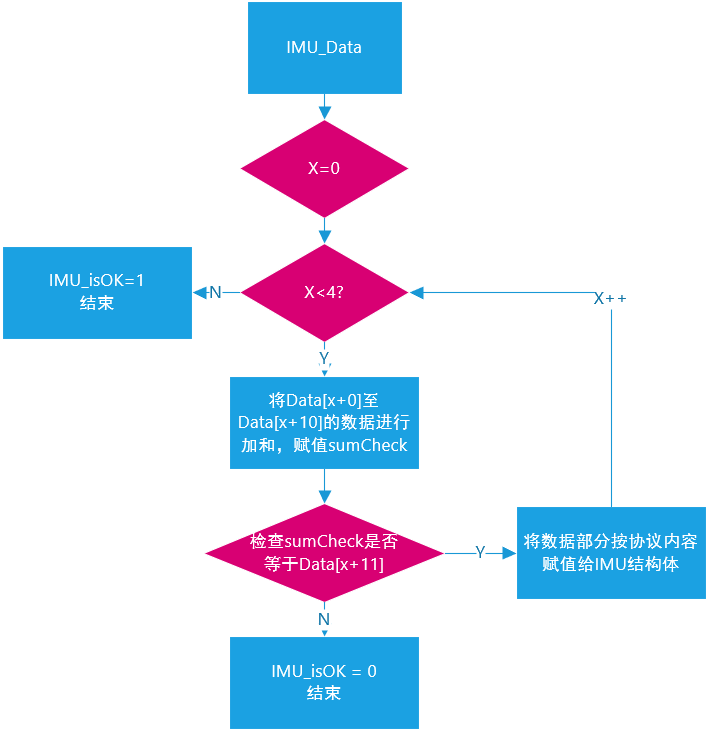 IMU_Data
X=0
IMU_isOK=1
结束
N
X<4?
X++
Y
将Data[x+0]至
Data[x+10]的数据进行
加和，赋值sumCheck
检查sumCheck是否
等于Data[x+11]
Y
将数据部分按协议内容
赋值给IMU结构体
N
IMU_isOK = 0
结束